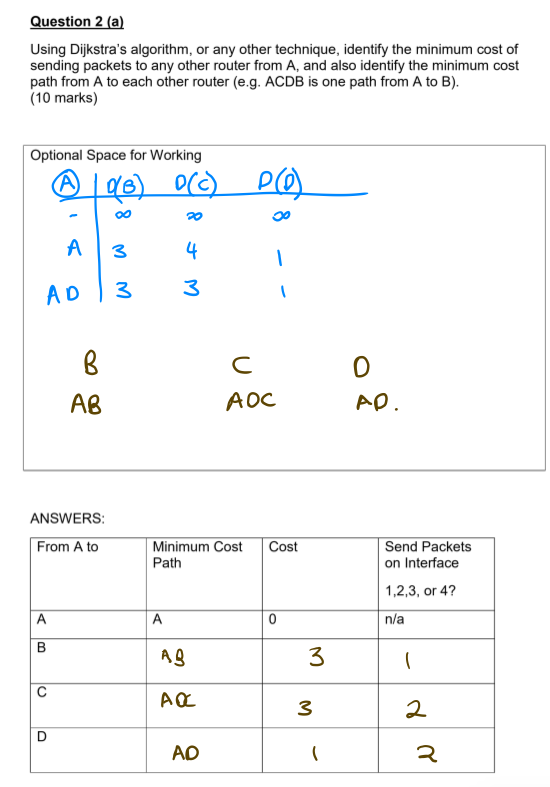 Question 2 (a)
Using Dijkstra's algorithm, or any other technique, identify the minimum cost of
sending packets to any other router from A, and also identify the minimum cost
path from A to each other router (e.g. ACDB is one path from A to B).
(10 marks)
Optional Space for Working
A D(B) D(C) D(D)
- ∞ ∞ ∞
A 3 4 1
AD 3 3 1
B C D
AB ADC AD.
ANSWERS:
From A to Minimum Cost Path Cost Send Packets on Interface
1,2,3, or 4?
A A 0 n/a
B AB 3 1
C ADC 3 2
D AD 1 2